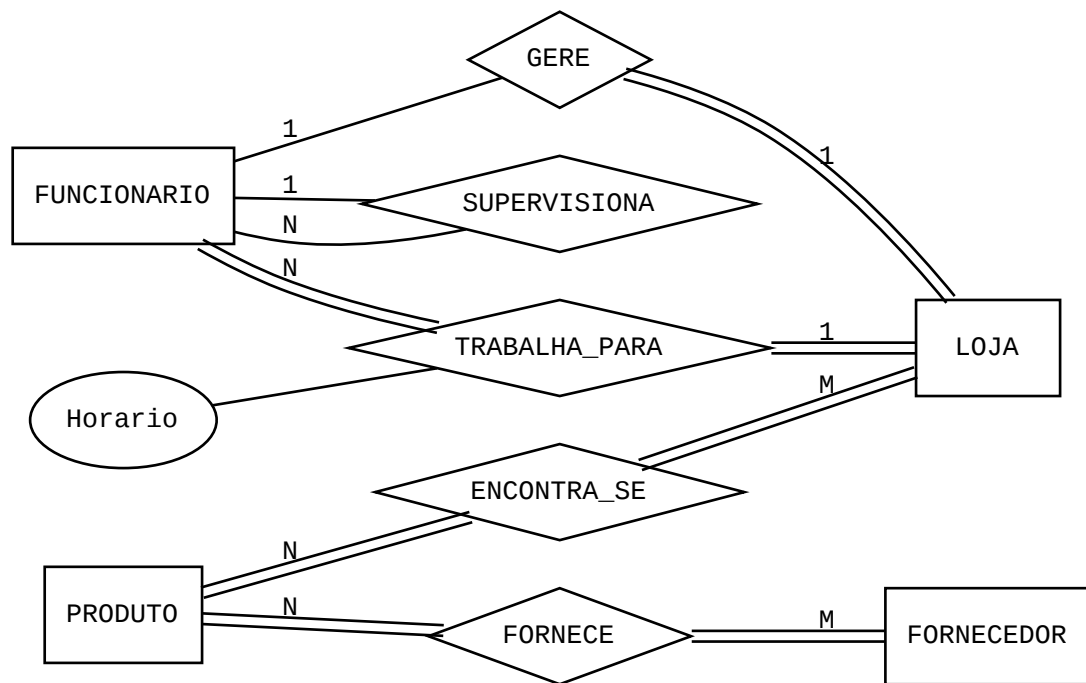 GERE
1
1
FUNCIONARIO
1
SUPERVISIONA
N
N
TRABALHA_PARA
1
LOJA
Horario
M
ENCONTRA_SE
N
PRODUTO
N
FORNECE
M
FORNECEDOR